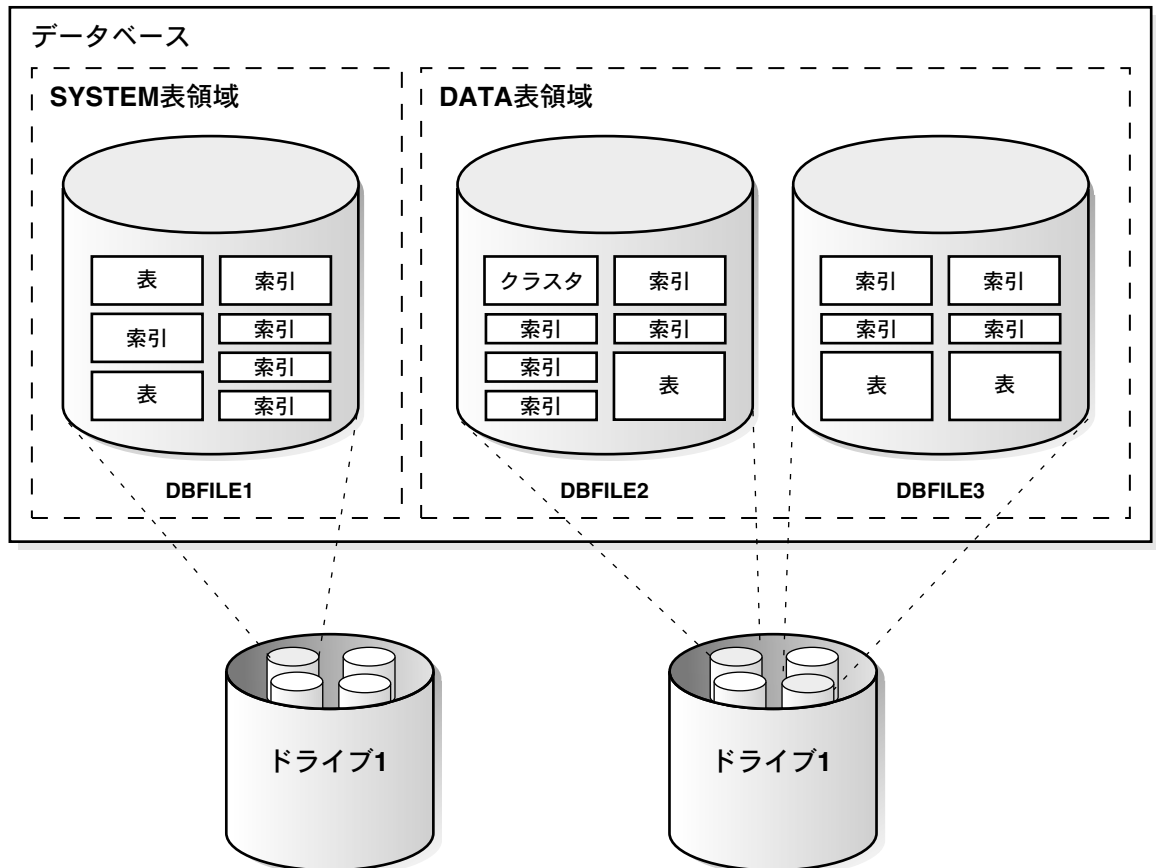 データベース
SYSTEM表領域
表
索引
索引
索引
表
索引
索引
DBFILE1
DATA表領域
クラスタ
索引
索引
索引
索引
索引
表
DBFILE2
索引
索引
索引
索引
表
表
DBFILE3
ドライブ1
ドライブ1